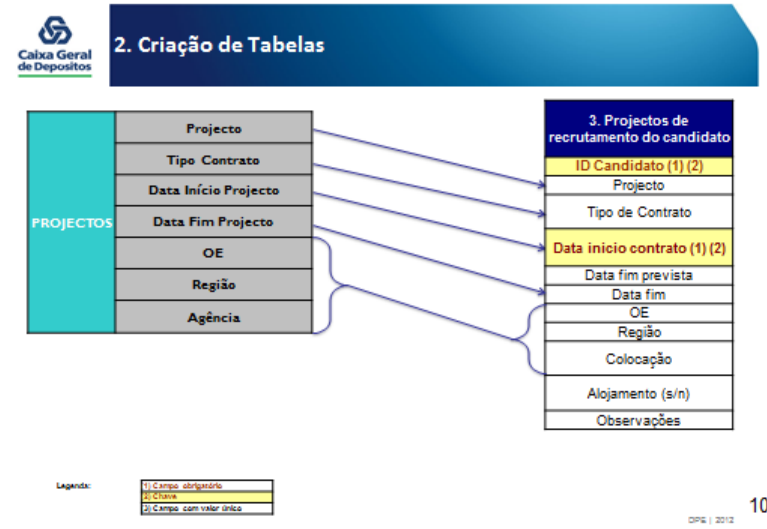 Caixa Geral
de Depositos
2. Criação de Tabelas
PROJECTOS
Projecto
Tipo Contrato
Data Início Projecto
Data Fim Projecto
OE
Região
Agência
3. Projectos de
recrutamento do candidato
ID Candidato (1) (2)
Projecto
Tipo de Contrato
Data inicio contrato (1) (2)
Data fim prevista
Data fim
OE
Região
Colocação
Alojamento (s/n)
Observações
Legenda:
1) Campo obrigatório
2) Chave
3) Campo com valor único
10
DPE | 2012